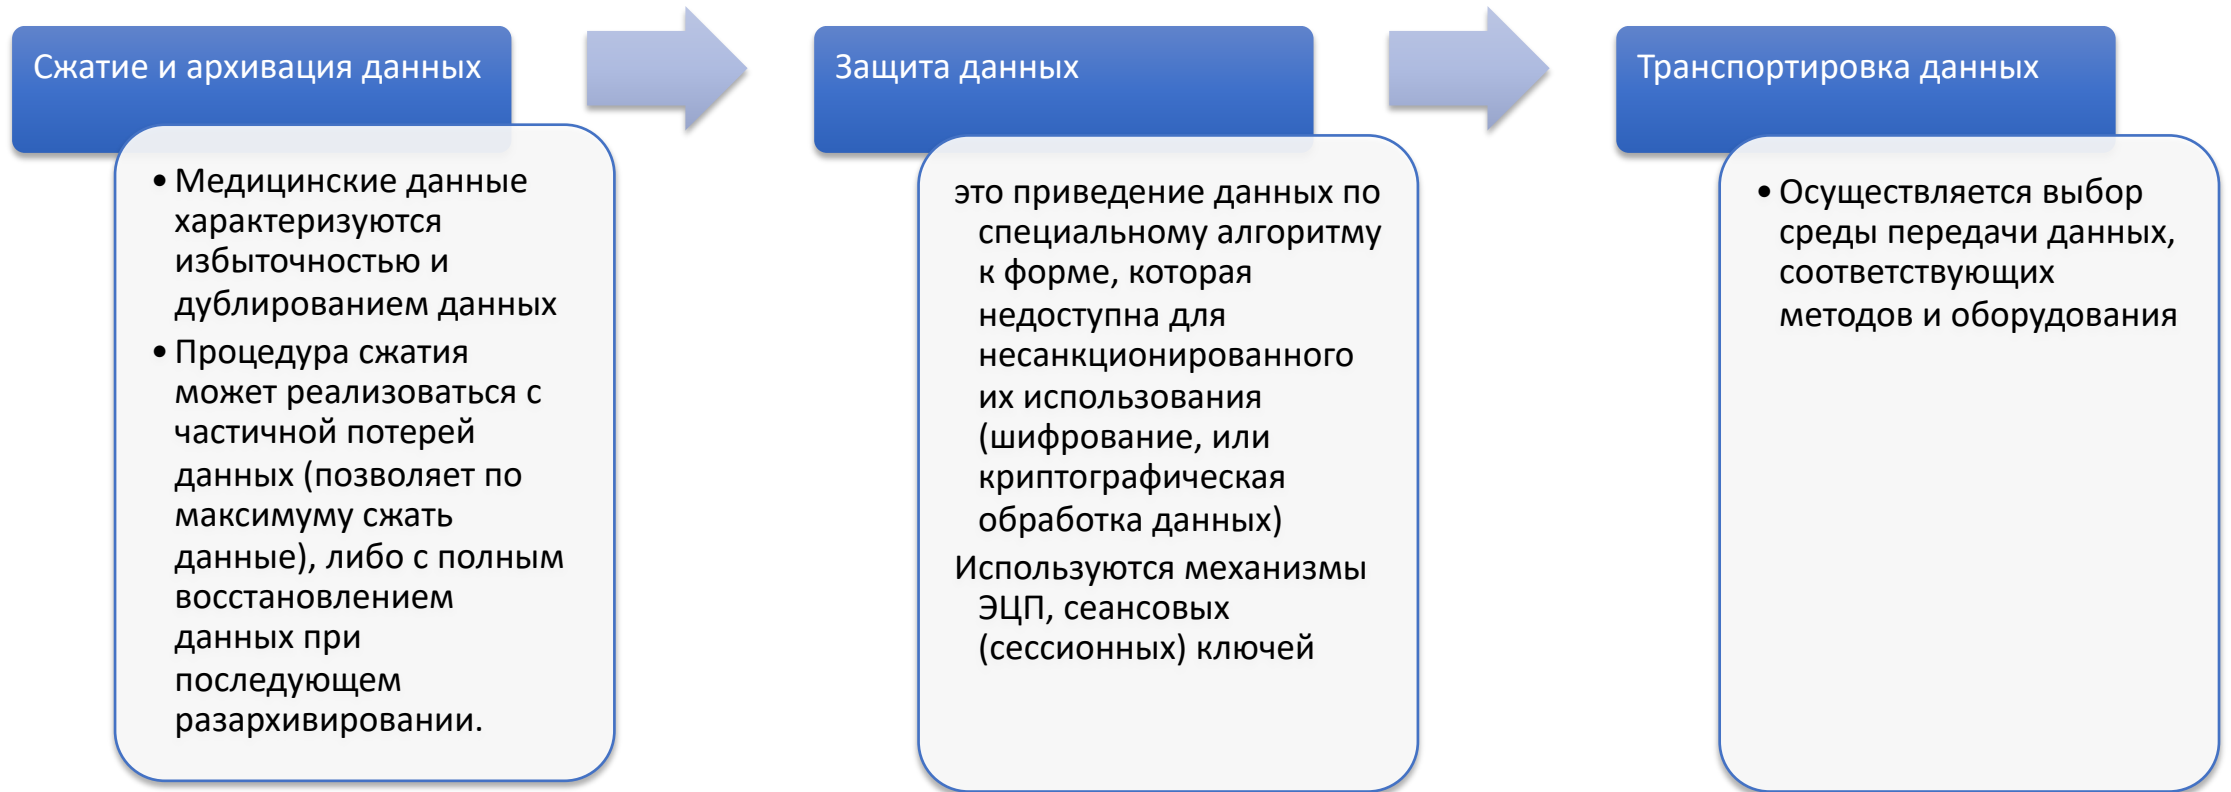 Сжатие и архивация данных
• Медицинские данные
характеризуются
избыточностью и
дублированием данных
• Процедура сжатия
может реализоваться с
частичной потерей
данных (позволяет по
максимуму сжать
данные), либо с полным
восстановлением
данных при
последующем
разархивировании.
Защита данных
это приведение данных по
специальному алгоритму
к форме, которая
недоступна для
несанкционированного
их использования
(шифрование, или
криптографическая
обработка данных)
Используются механизмы
ЭЦП, сеансовых
(сессионных) ключей
Транспортировка данных
• Осуществляется выбор
среды передачи данных,
соответствующих
методов и оборудования